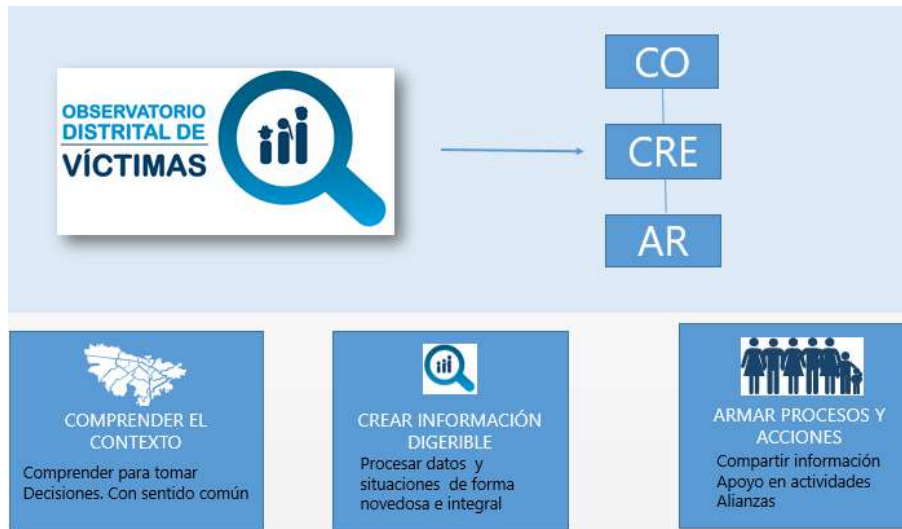 OBSERVATORIO
DISTRITAL DE
VÍCTIMAS
CO
CRE
AR
COMPRENDER EL
CONTEXTO
Comprender para tomar
Decisiones. Con sentido común
CREAR INFORMACIÓN
DIGERIBLE
Procesar datos y
situaciones de forma
novedosa e integral
ARMAR PROCESOS Y
ACCIONES
Compartir información
Apoyo en actividades
Alianzas